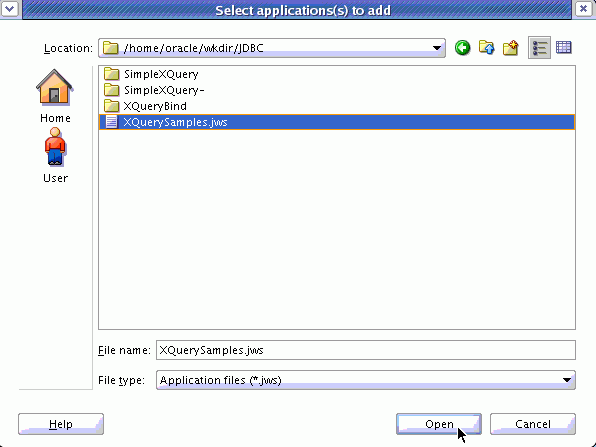 Select applications(s) to add
Location: /home/oracle/wkdir/JDBC
Home
User
SimpleXQuery
SimpleXQuery-
XQueryBind
XQuerySamples.jws
File name: XQuerySamples.jws
File type: Application files (*.jws)
Help Open Cancel